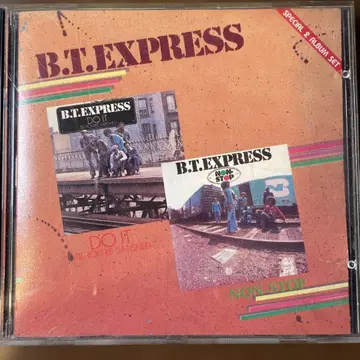 B.T.EXPRESS
SPECIAL 2 ALBUM SET
B.T.EXPRESS
DO IT
B.T.EXPRESS
NON-
STOP
DO IT
NON-STOP